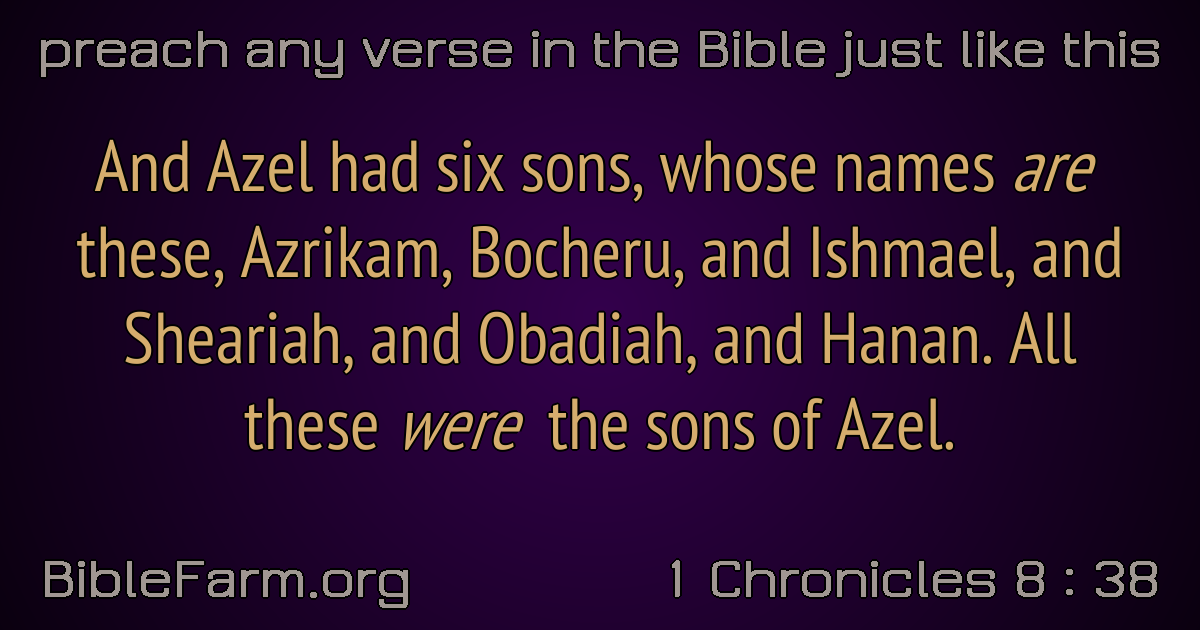 preach any verse in the Bible just like this
And Azel had six sons, whose names are
these, Azrikam, Bocheru, and Ishmael, and
Sheariah, and Obadiah, and Hanan. All
these were the sons of Azel.
BibleFarm.org
1 Chronicles 8 : 38